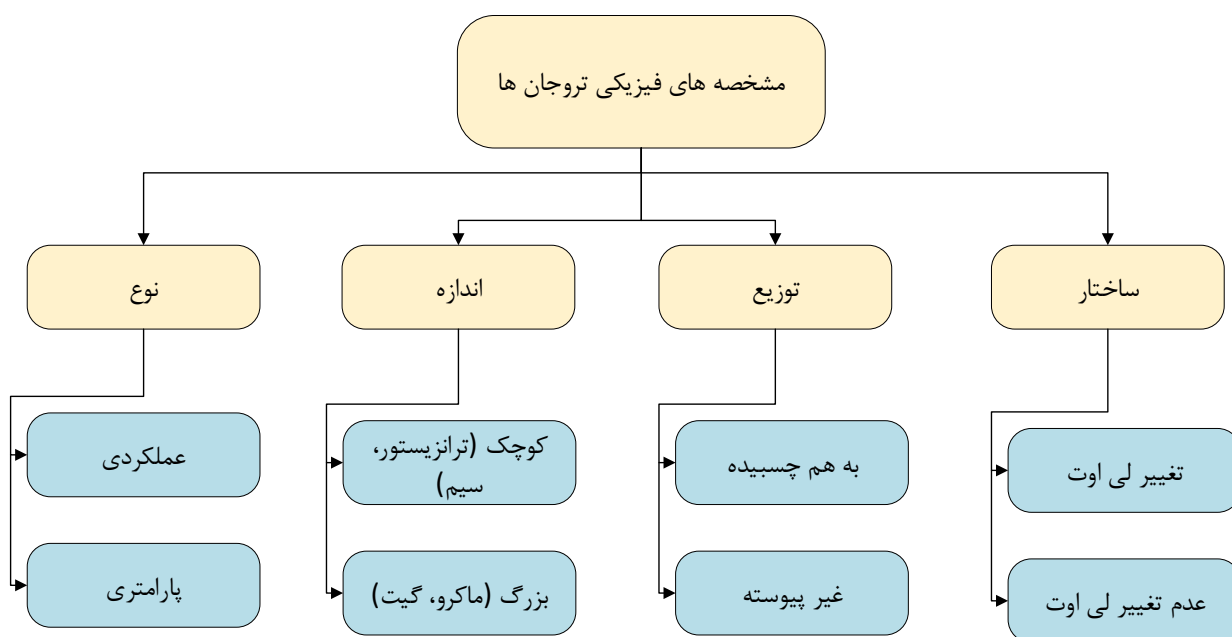 مشخصه های فیزیکی تروجان ها
ساختار
توزیع
اندازه
نوع
تغییر لی اوت
عدم تغییر لی اوت
به هم چسبیده
غیر پیوسته
کوچک (ترانزیستور،
سیم)
بزرگ (ماکرو، گیت)
عملکردی
پارامتری